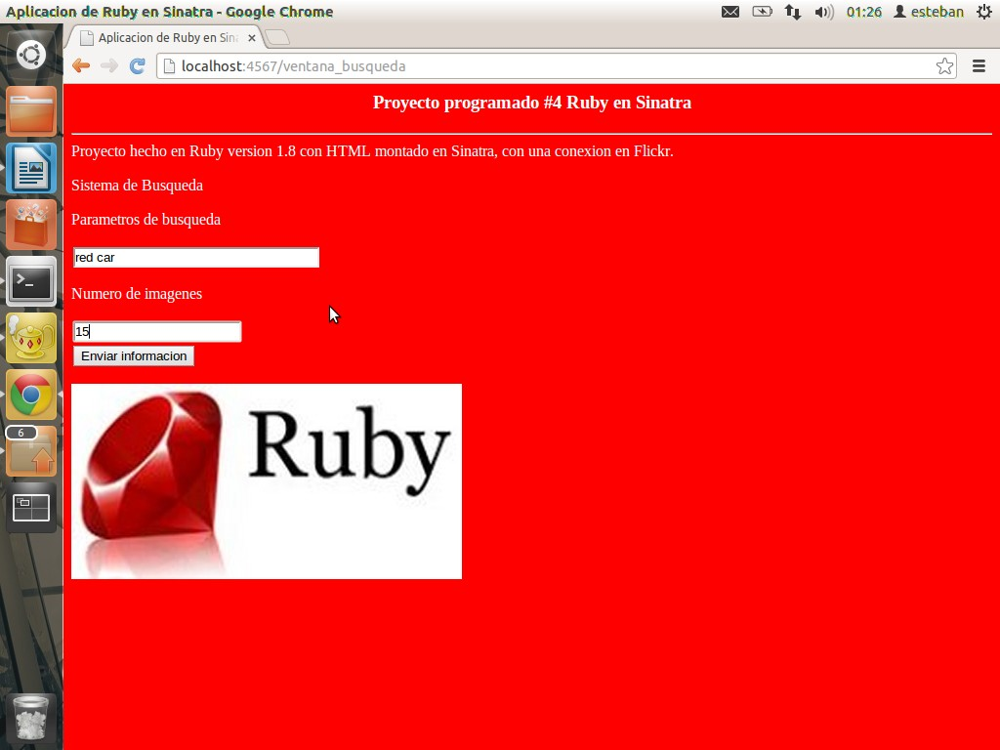 Aplicacion de Ruby en Sinatra - Google Chrome
01:26 esteban
Aplicacion de Ruby en Sin
localhost:4567/ventana_busqueda
Proyecto programado #4 Ruby en Sinatra
Proyecto hecho en Ruby version 1.8 con HTML montado en Sinatra, con una conexion en Flickr.
Sistema de Busqueda
Parametros de busqueda
red car
Numero de imagenes
15
Enviar informacion
Ruby
6